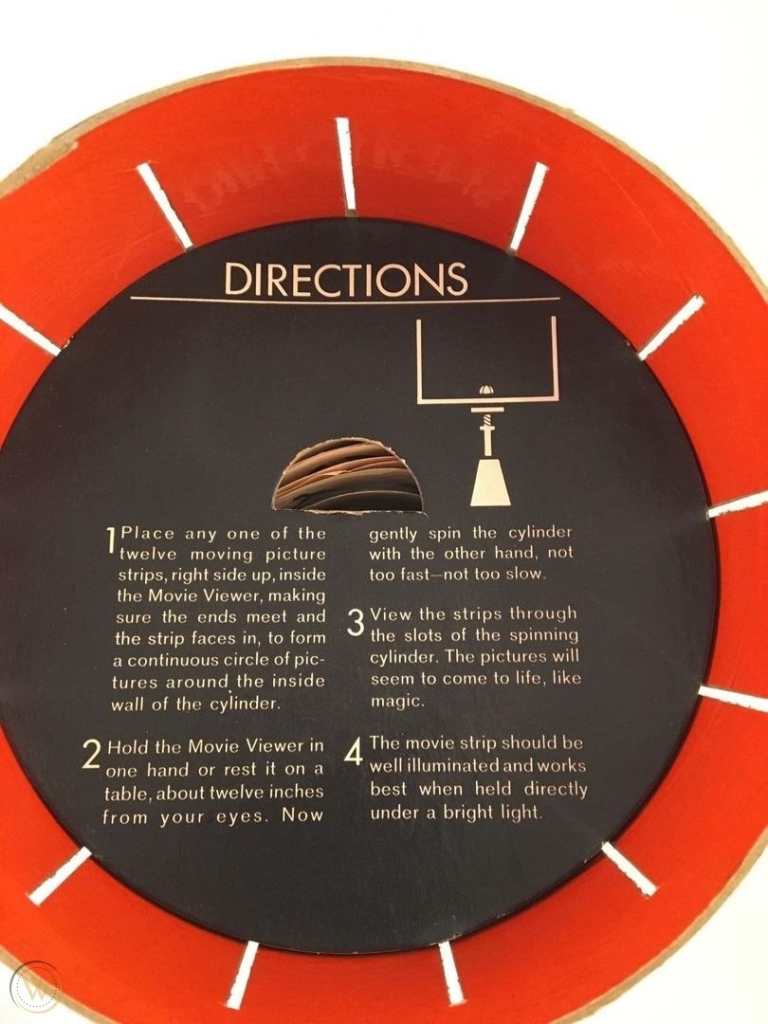 DIRECTIONS
1 Place any one of the
twelve moving picture
strips, right side up, inside
the Movie Viewer, making
sure the ends meet and
the strip faces in, to form
a continuous circle of pic-
tures around the inside
wall of the cylinder.
2 Hold the Movie Viewer in
one hand or rest it on a
table, about twelve inches
from your eyes. Now
gently spin the cylinder
with the other hand, not
too fast—not too slow.
3 View the strips through
the slots of the spinning
cylinder. The pictures will
seem to come to life, like
magic.
4 The movie strip should be
well illuminated and works
best when held directly
under a bright light.
W